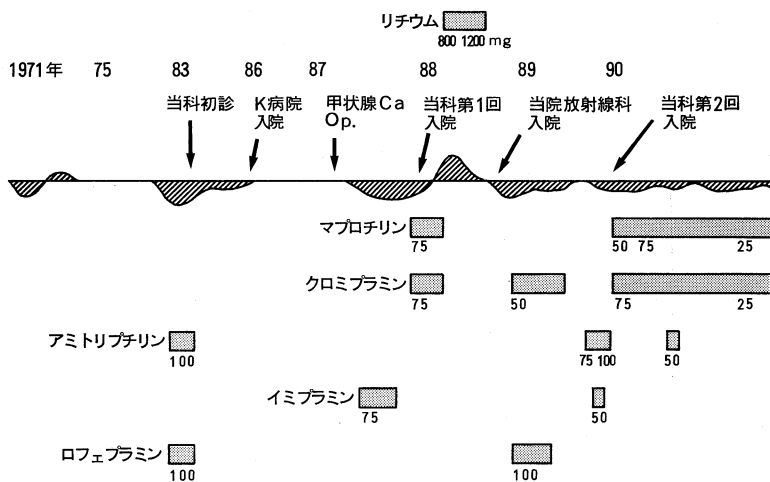 リチウム
800 1200 mg
1971年 75 83 86 87 88 89 90
当科初診
K病院
入院
甲状腺Ca
Op.
当科第1回
入院
当院放射線科
入院
当科第2回
入院
マプロチリン
75 50 75 25
クロミプラミン
75 50 75 25
アミトリプチリン
100 75 100 50
イミプラミン
75 50
ロフェプラミン
100 100